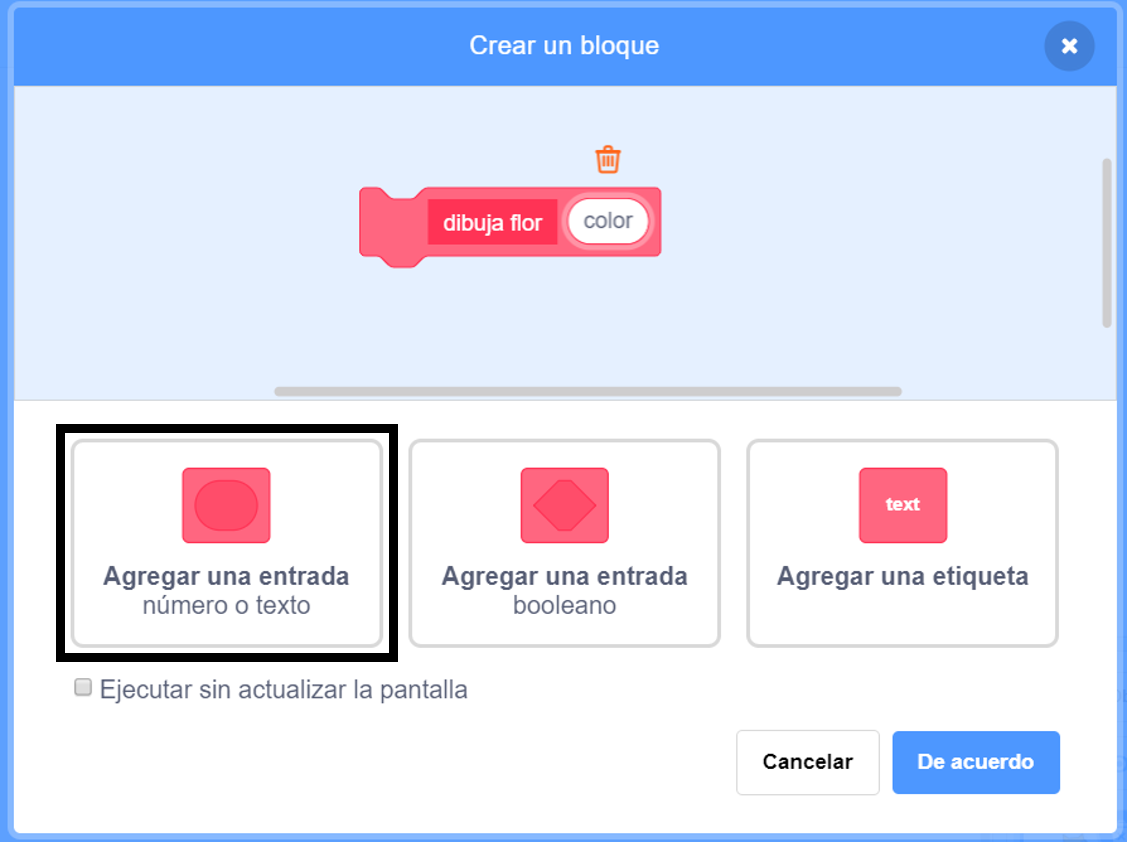 Crear un bloque
dibuja flor color
text
Agregar una entrada
número o texto
Agregar una entrada
booleano
Agregar una etiqueta
Ejecutar sin actualizar la pantalla
Cancelar
De acuerdo